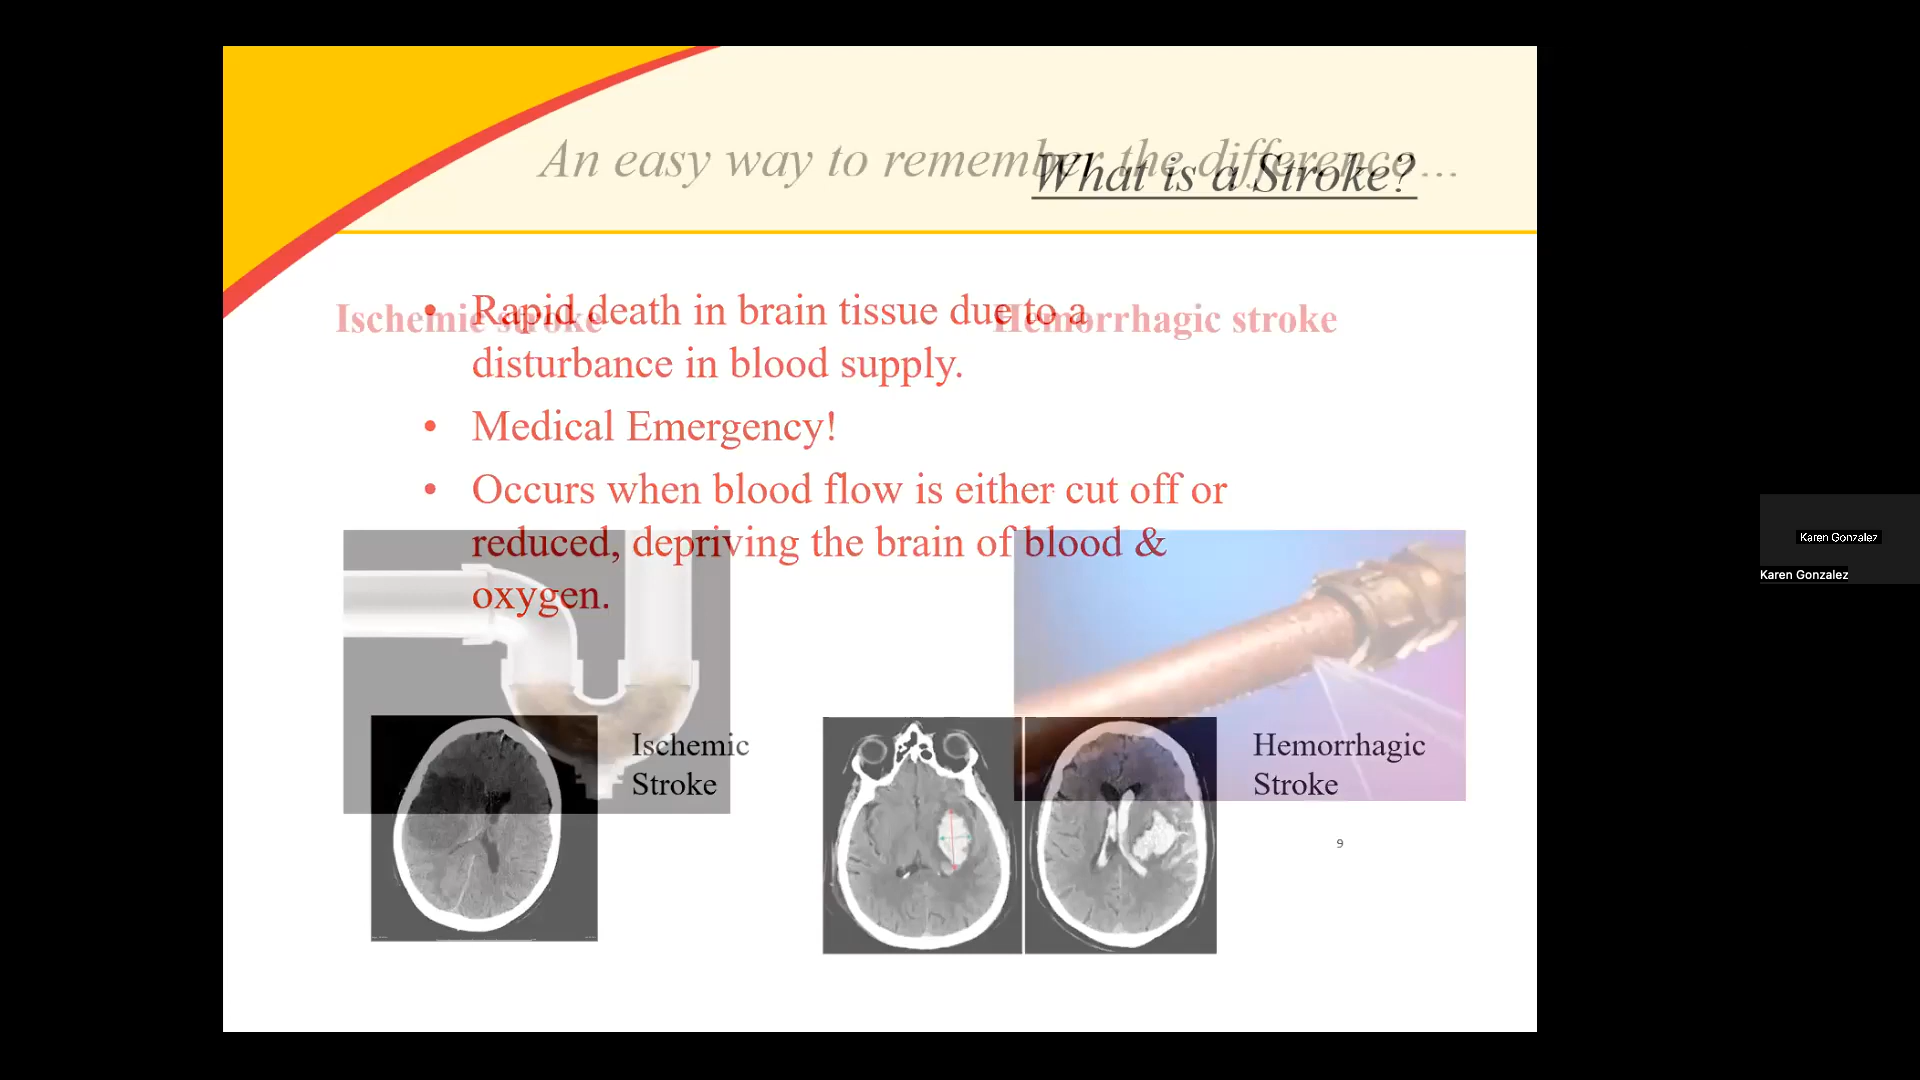 An easy way to remember the difference...
What is a Stroke?
Ischemic stroke
Hemorrhagic stroke
• Rapid death in brain tissue due to a
disturbance in blood supply.
• Medical Emergency!
• Occurs when blood flow is either cut off or
reduced, depriving the brain of blood &
oxygen.
Ischemic
Stroke
Hemorrhagic
Stroke
9
Karen Gonzalez
Karen Gonzalez